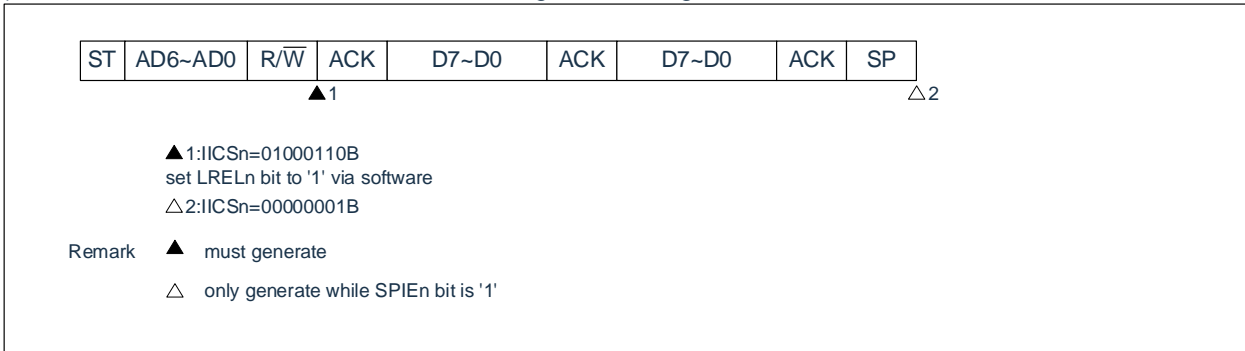 ST AD6~AD0 R/W̅ ACK D7~D0 ACK D7~D0 ACK SP
▲1 △2
▲1:IICSn=01000110B
set LRELn bit to '1' via software
△2:IICSn=00000001B
Remark ▲ must generate
△ only generate while SPIEn bit is '1'